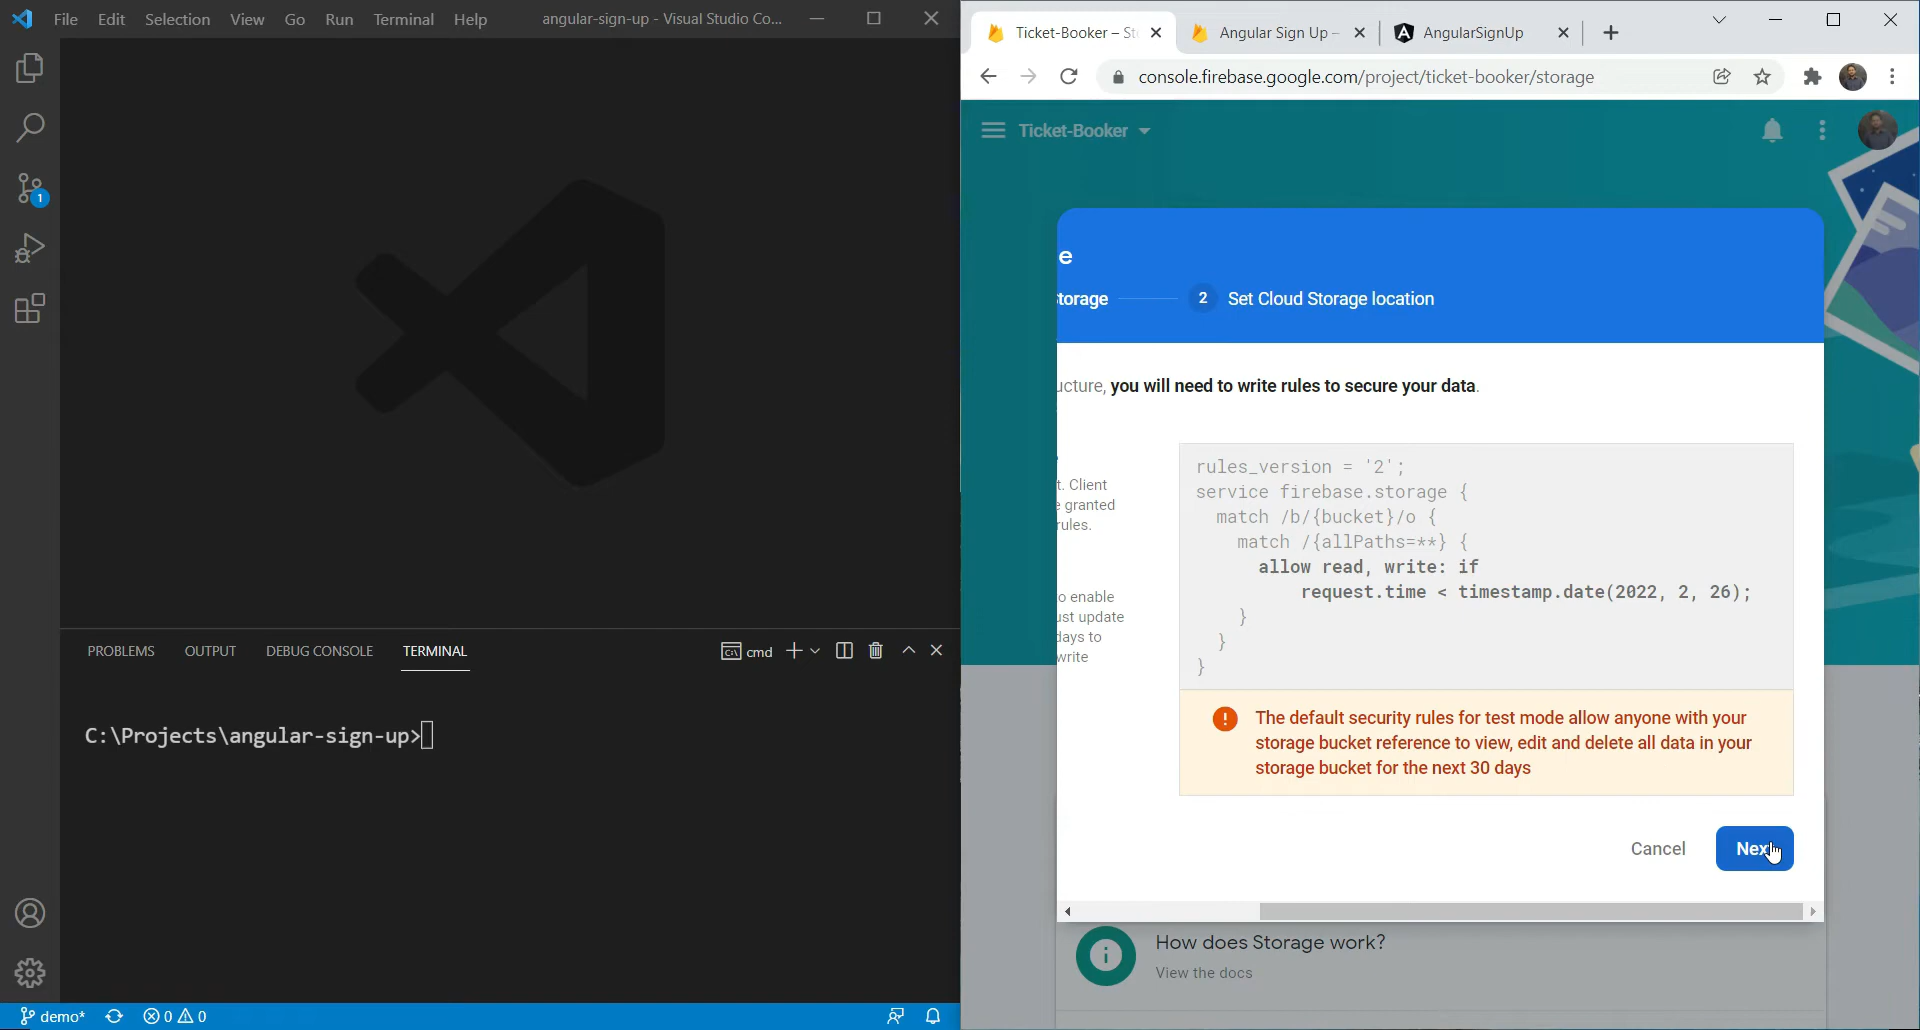 File Edit Selection View Go Run Terminal Help
angular-sign-up - Visual Studio Co...
1
PROBLEMS OUTPUT DEBUG CONSOLE TERMINAL
cmd
C:\Projects\angular-sign-up>
demo* 0 0
Ticket-Booker – St
Angular Sign Up –
AngularSignUp
console.firebase.google.com/project/ticket-booker/storage
Ticket-Booker
e
torage
2 Set Cloud Storage location
ucture, you will need to write rules to secure your data.
t. Client
e granted
rules.
o enable
ust update
days to
write
rules_version = '2';
service firebase.storage {
match /b/{bucket}/o {
match /{allPaths=**} {
allow read, write: if
request.time < timestamp.date(2022, 2, 26);
}
}
}
The default security rules for test mode allow anyone with your
storage bucket reference to view, edit and delete all data in your
storage bucket for the next 30 days
Cancel
Next
How does Storage work?
View the docs